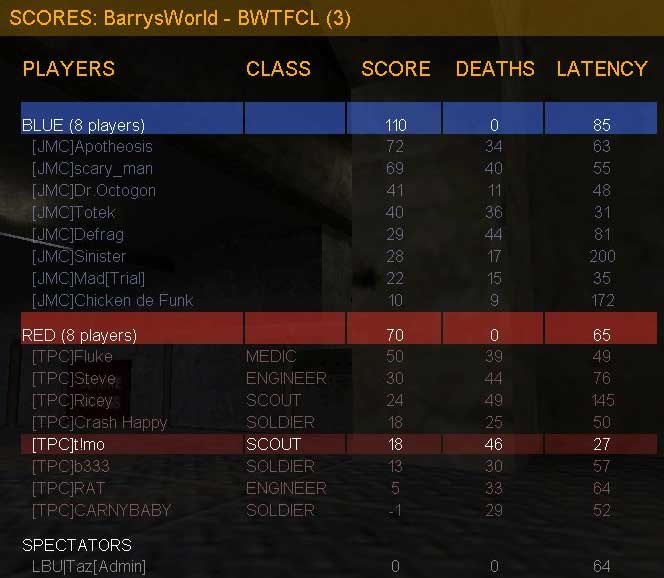 SCORES: BarrysWorld - BWTFCL (3)
PLAYERS CLASS SCORE DEATHS LATENCY
BLUE (8 players) 110 0 85
[JMC]Apotheosis 72 34 63
[JMC]scary_man 69 40 55
[JMC]Dr.Octogon 41 11 48
[JMC]Totek 40 36 31
[JMC]Defrag 29 44 81
[JMC]Sinister 28 17 200
[JMC]Mad[Trial] 22 15 35
[JMC]Chicken de Funk 10 9 172
RED (8 players) 70 0 65
[TPC]Fluke MEDIC 50 39 49
[TPC]Steve ENGINEER 30 44 76
[TPC]Ricey SCOUT 24 49 145
[TPC]Crash Happy SOLDIER 18 25 50
[TPC]t!mo SCOUT 18 46 27
[TPC]b333 SOLDIER 13 30 57
[TPC]RAT ENGINEER 5 33 64
[TPC]CARNYBABY SOLDIER -1 29 52
SPECTATORS
LBU|Taz[Admin] 0 0 64